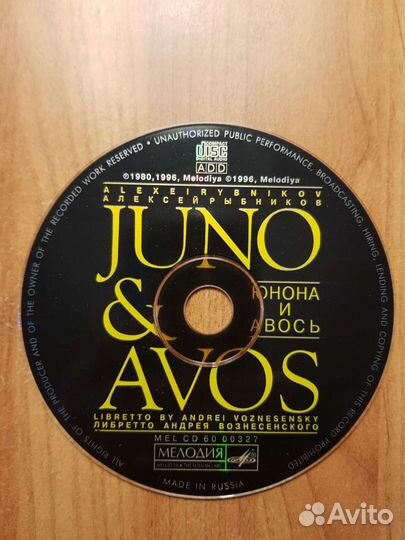 ALL RIGHTS OF THE PRODUCER AND OF THE OWNER OF THE RECORDED WORK RESERVED • UNAUTHORIZED PUBLIC PERFORMANCE, BROADCASTING, HIRING, LENDING AND COPYING OF THIS RECORD PROHIBITED
COMPACT
disc
DIGITAL AUDIO
ADD
℗1980,1996, Melodiya ©1996, Melodiya
ALEXEI RYBNIKOV
АЛЕКСЕЙ РЫБНИКОВ
JUNO
&
AVOS
ЮНОНА
И
АВОСЬ
LIBRETTO BY ANDREI VOZNESENSKY
ЛИБРЕТТО АНДРЕЯ ВОЗНЕСЕНСКОГО
MEL CD 60 00327
МЕЛОДИЯ
MADE IN RUSSIA
Avito